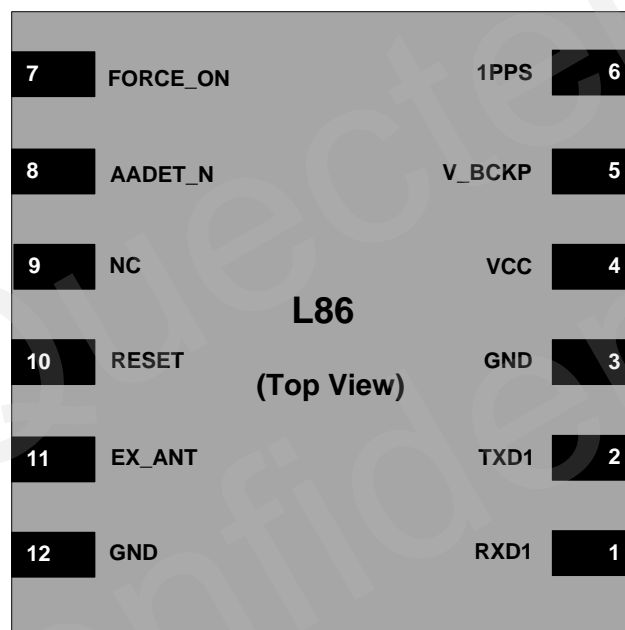 7 FORCE_ON 1PPS 6
8 AADET_N V_BCKP 5
9 NC VCC 4
L86
10 RESET GND 3
(Top View)
11 EX_ANT TXD1 2
12 GND RXD1 1
Quectel